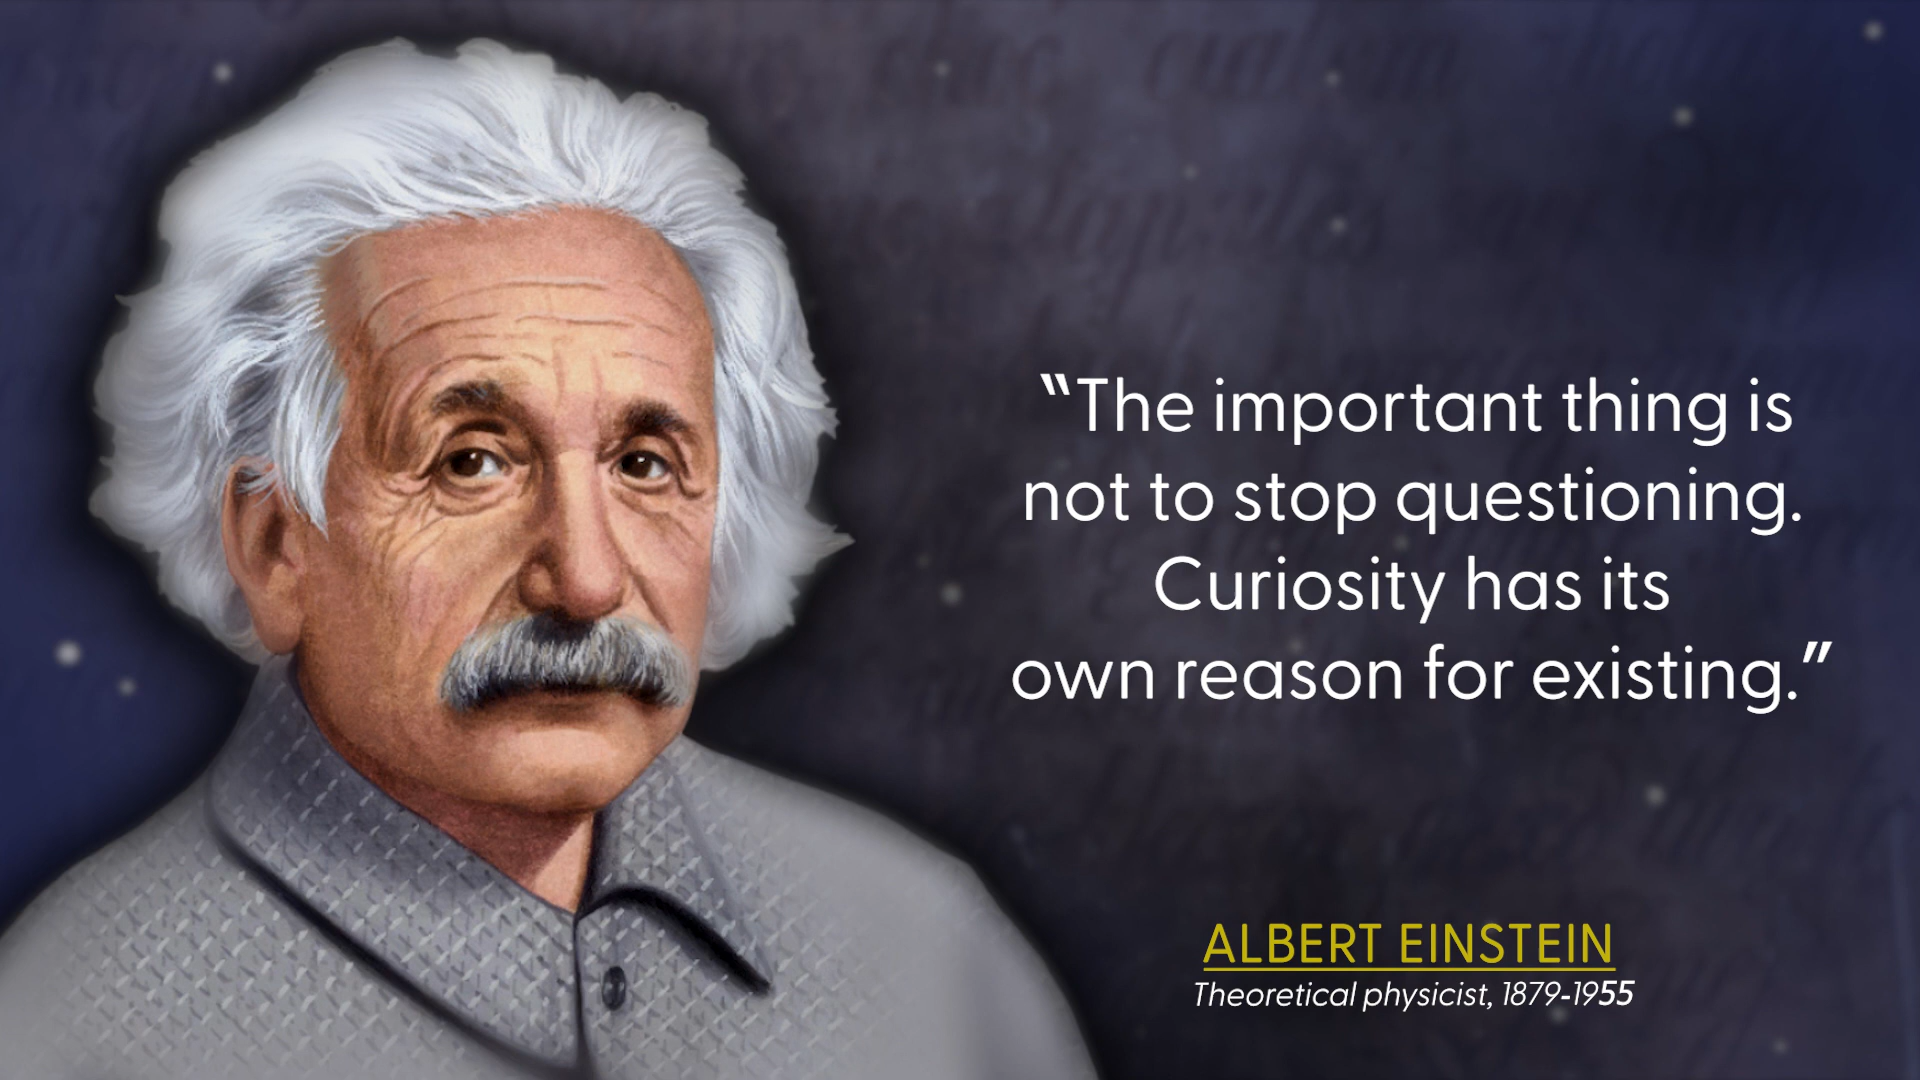 “The important thing is
not to stop questioning.
Curiosity has its
own reason for existing.”
ALBERT EINSTEIN
Theoretical physicist, 1879-1955